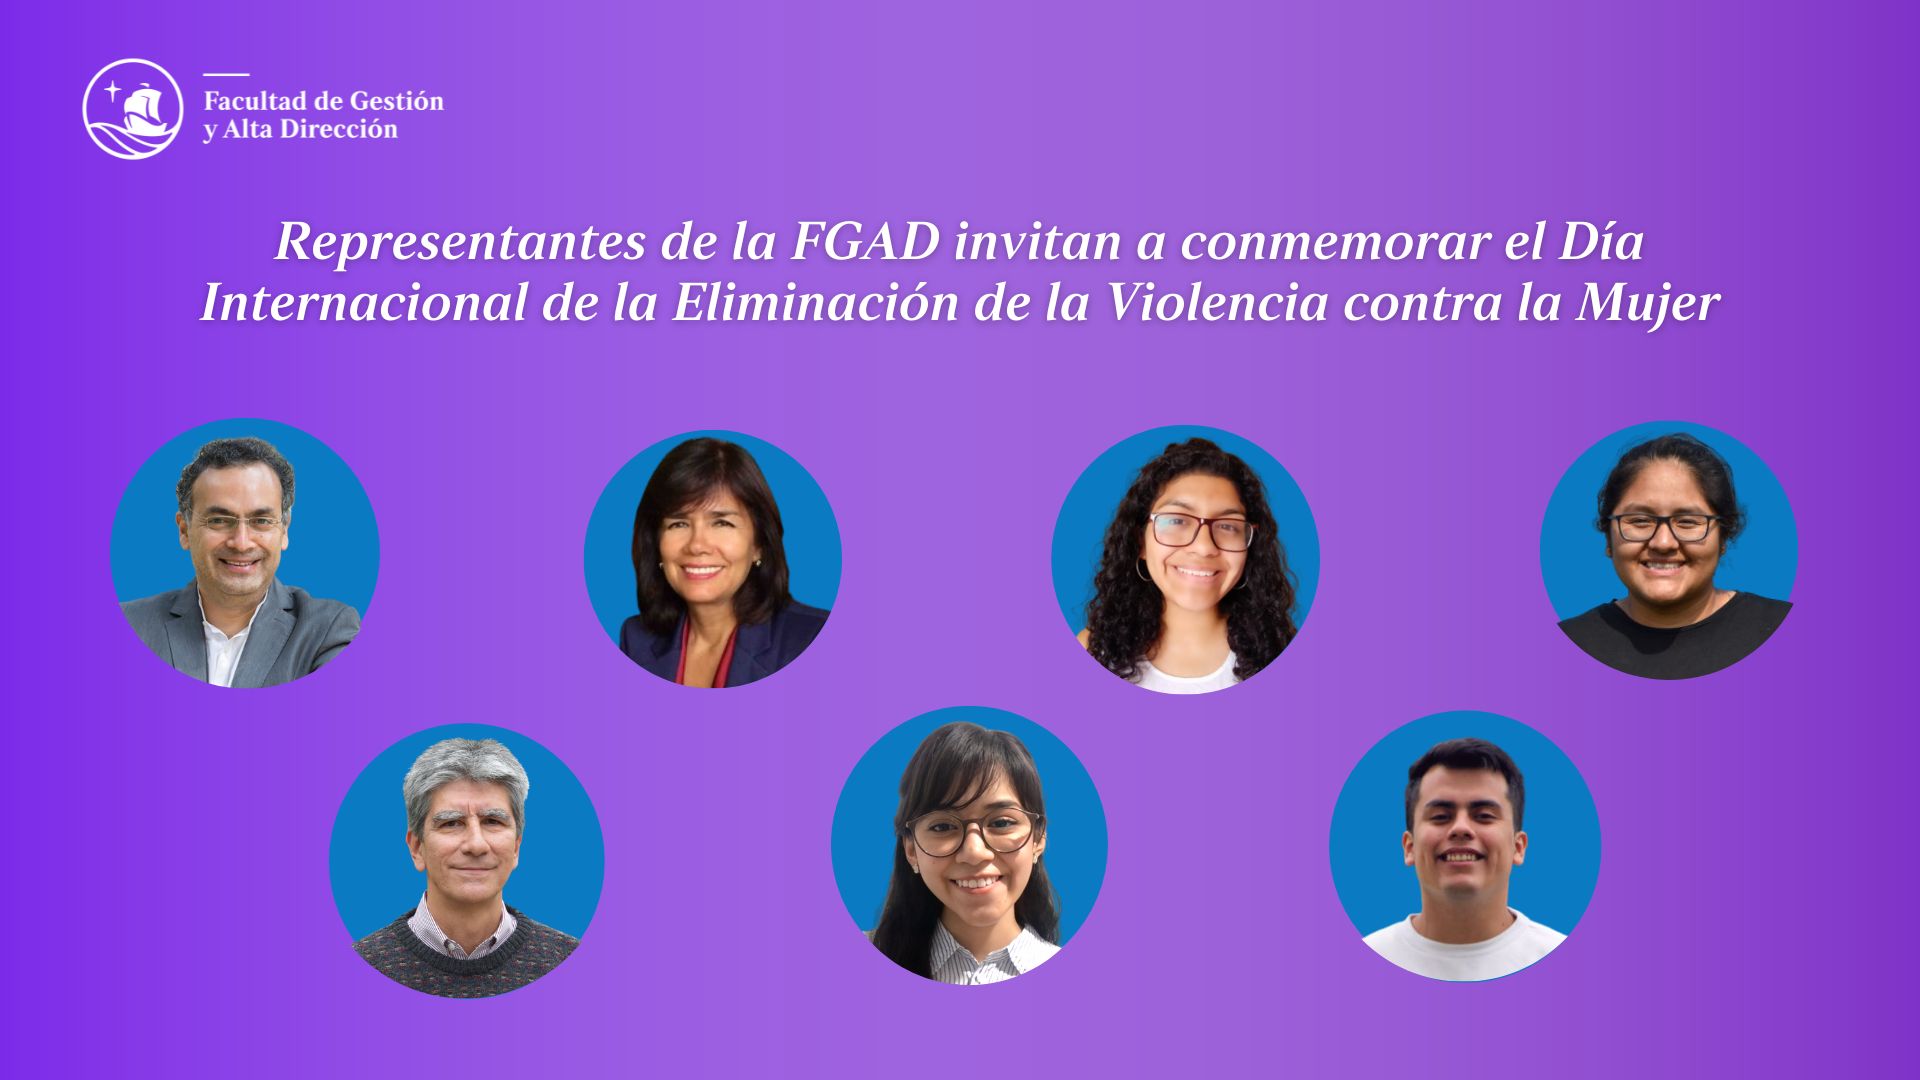 Facultad de Gestión
y Alta Dirección
Representantes de la FGAD invitan a conmemorar el Día
Internacional de la Eliminación de la Violencia contra la Mujer